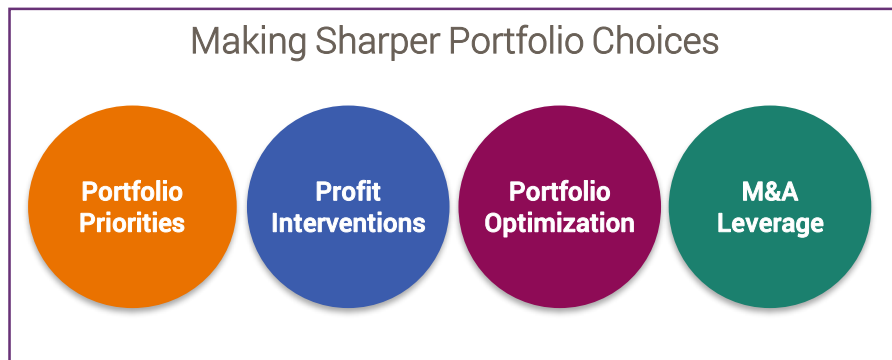 Making Sharper Portfolio Choices
Portfolio
Priorities
Profit
Interventions
Portfolio
Optimization
M&A
Leverage